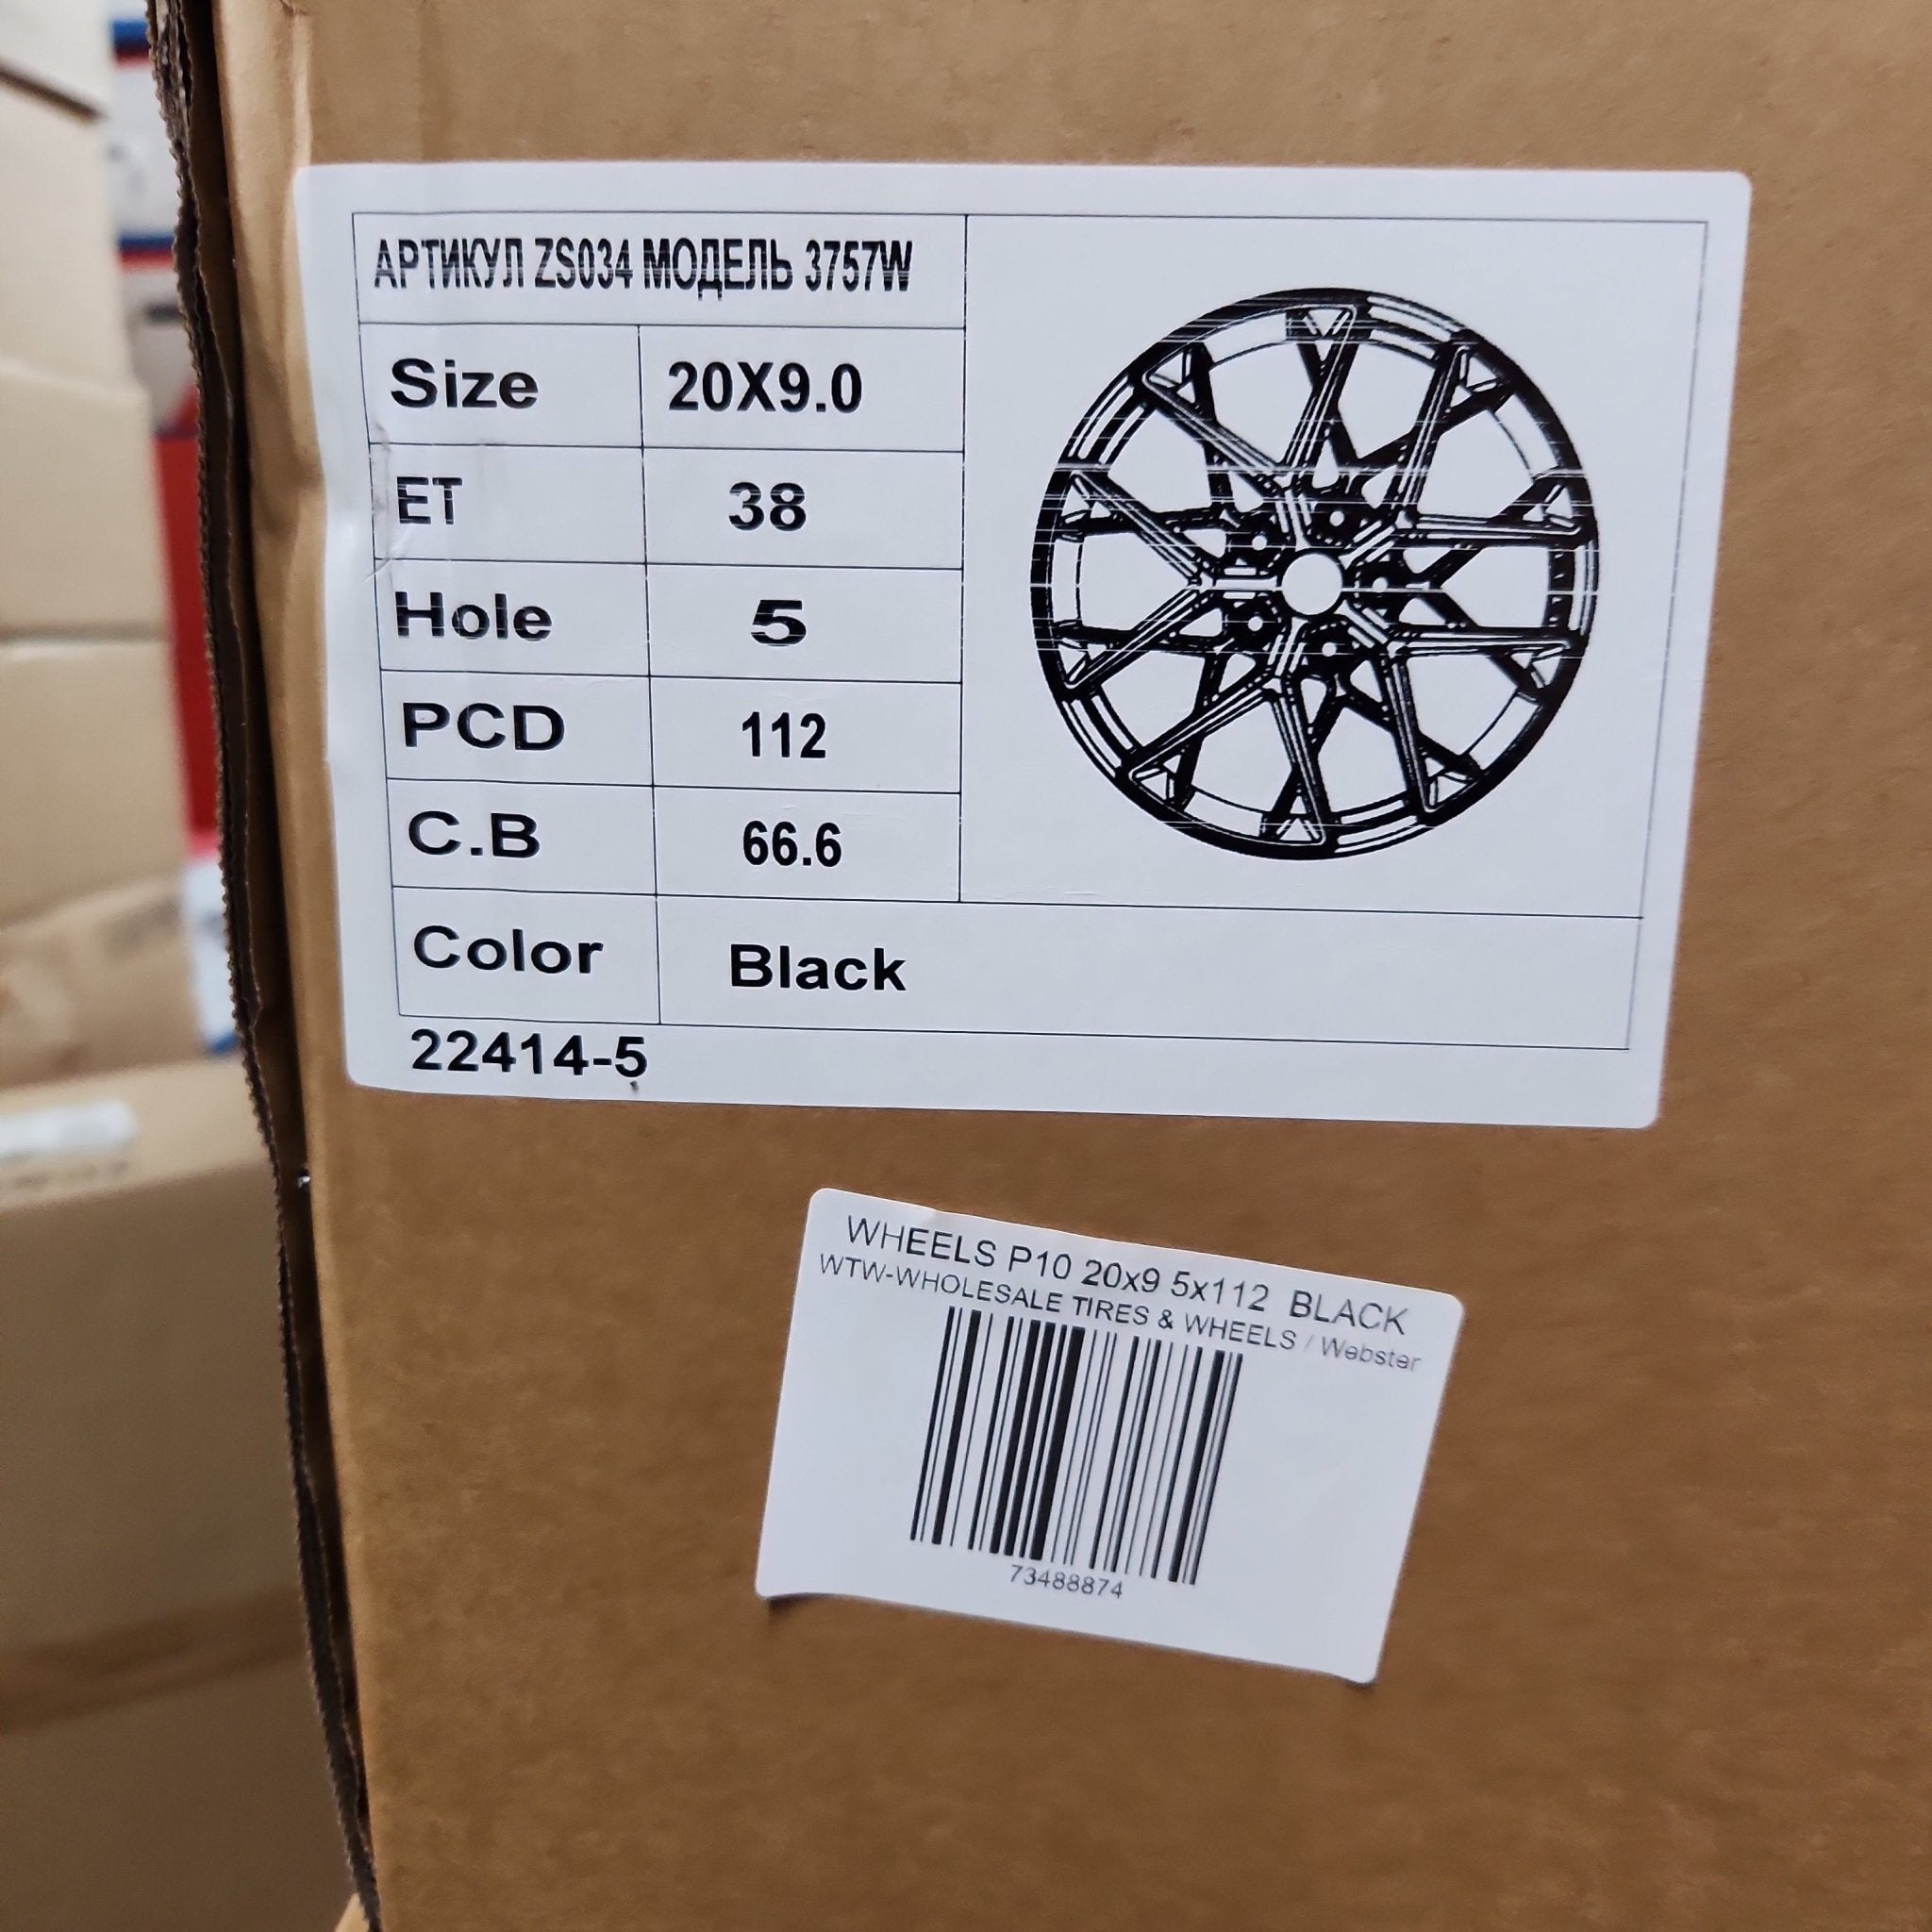 АРТИКУЛ ZS034 МОДЕЛЬ 3757W
Size 20X9.0
ET 38
Hole 5
PCD 112
C.B 66.6
Color Black
22414-5
WHEELS P10 20x9 5x112 BLACK
WTW-WHOLESALE TIRES & WHEELS / Webster
73488874